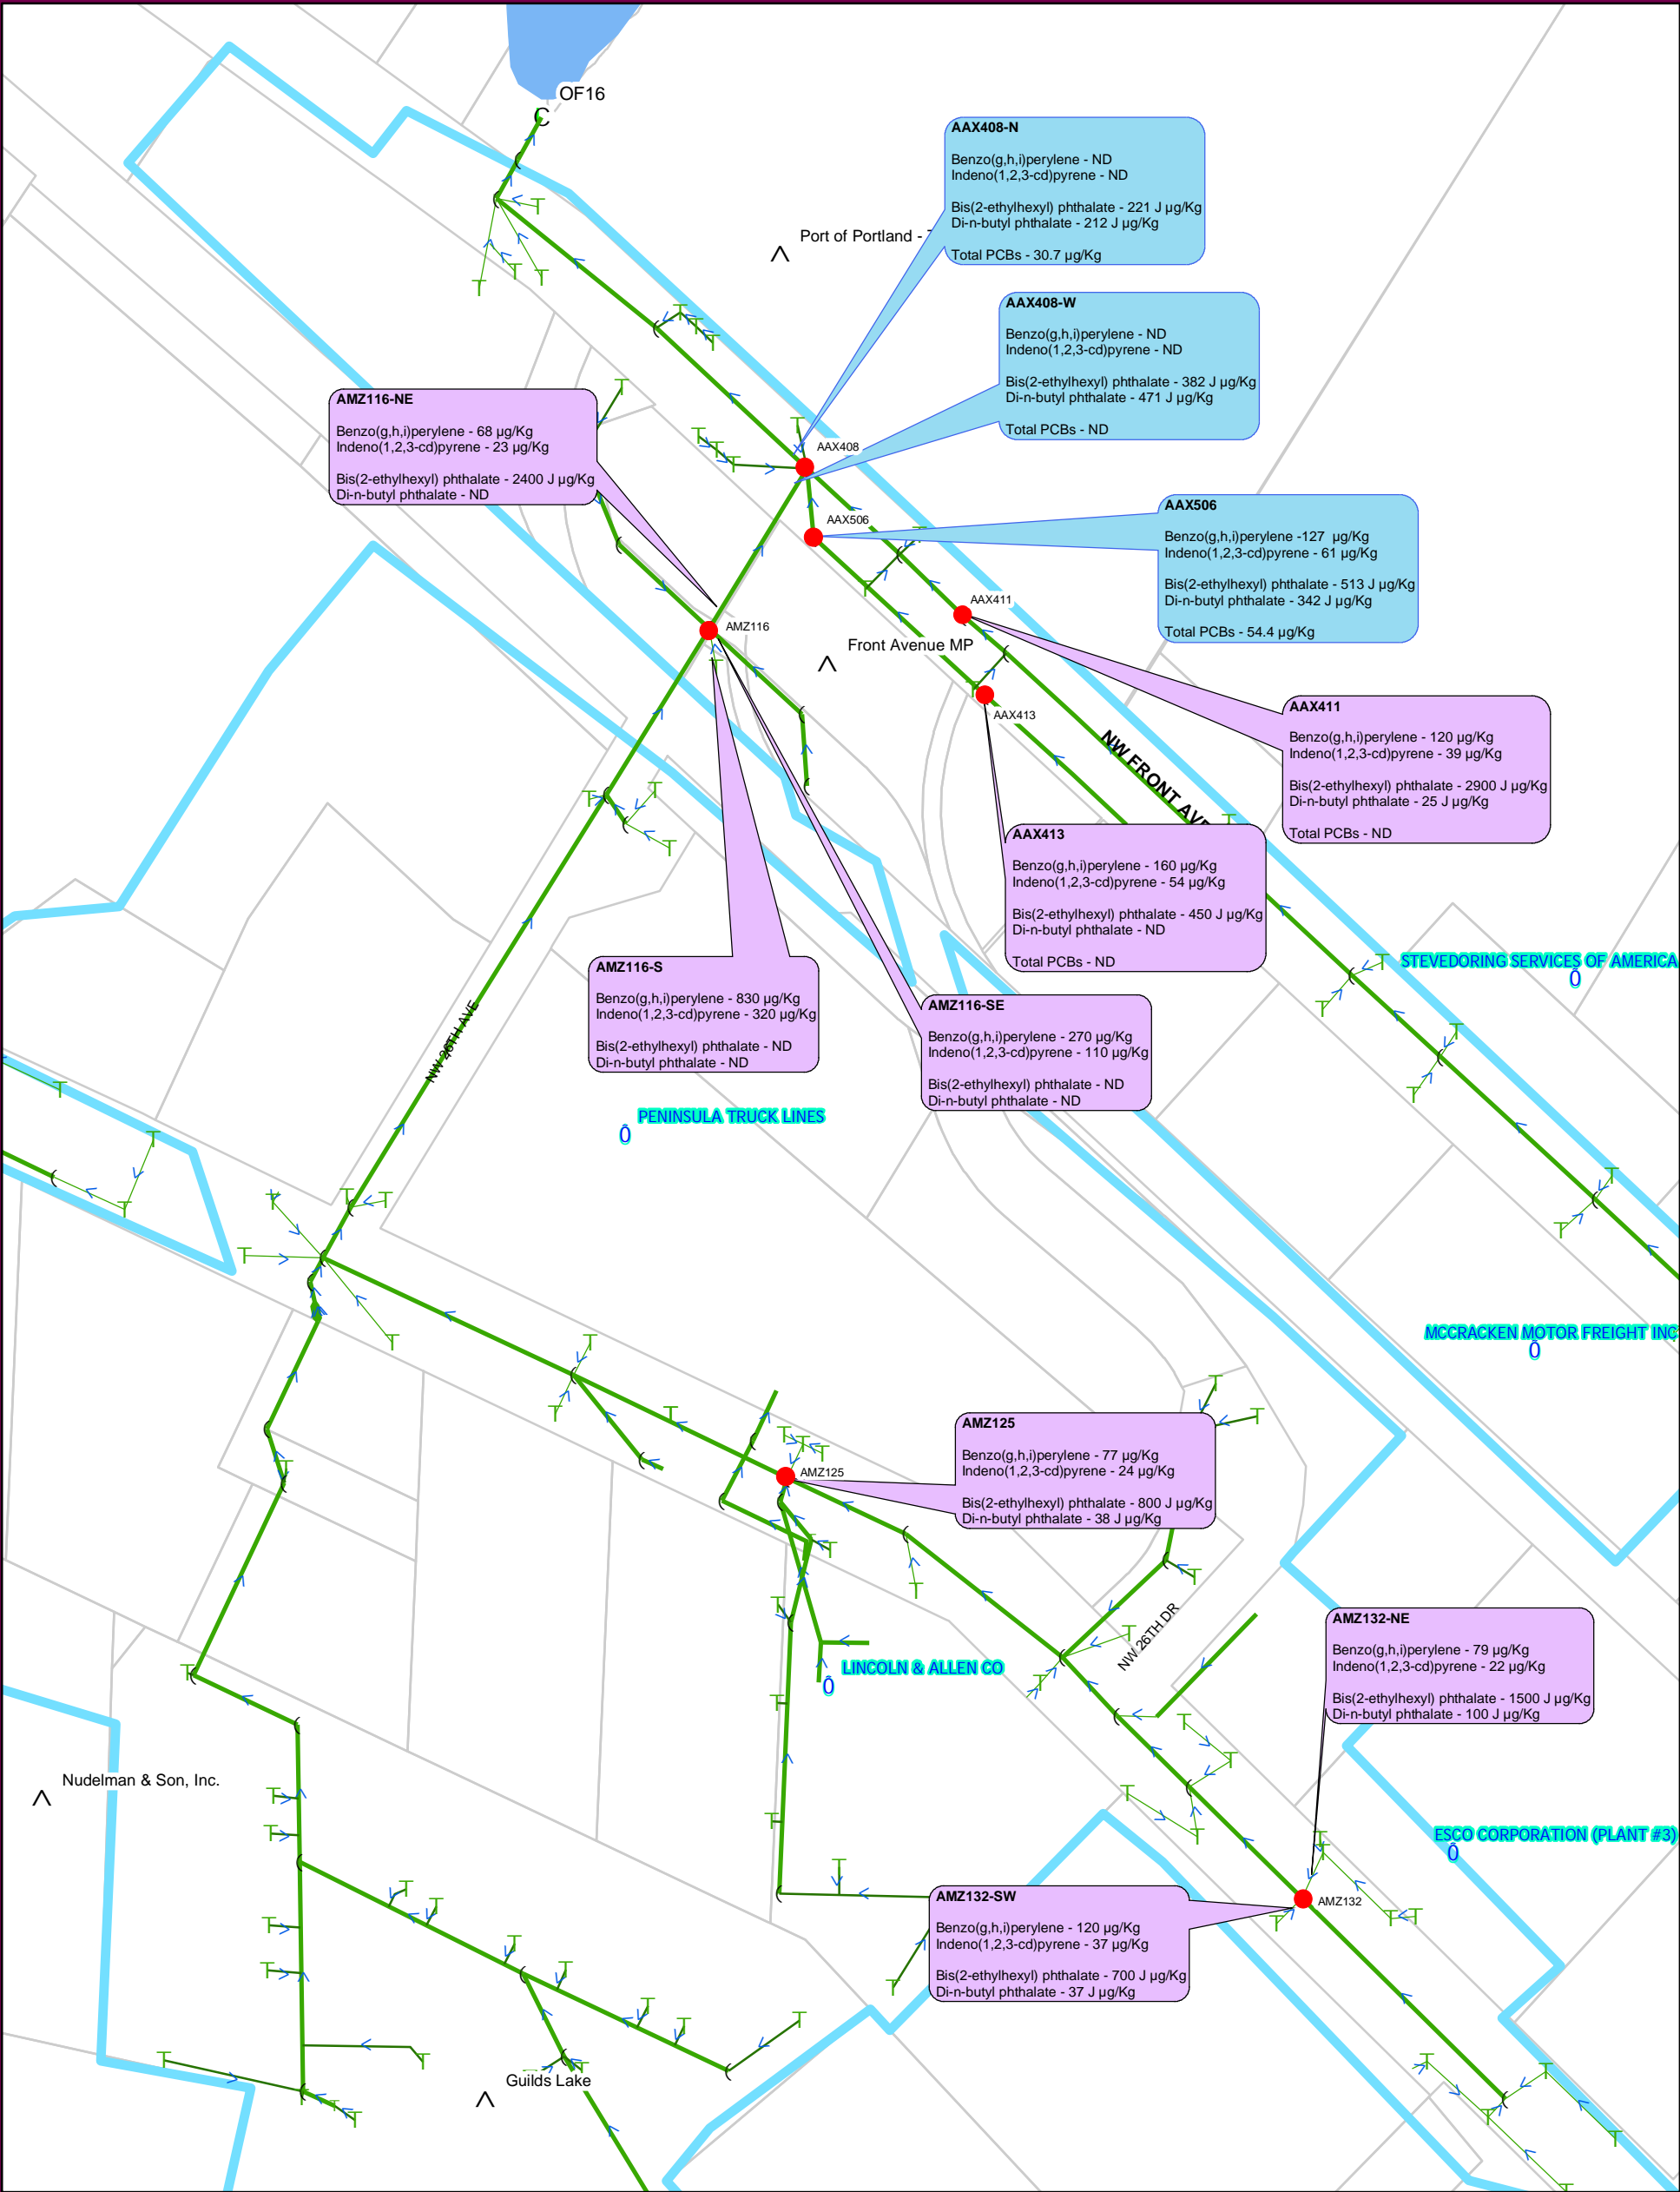 OF16
C
AAX408-N
Benzo(g,h,i)perylene - ND
Indeno(1,2,3-cd)pyrene - ND
Bis(2-ethylhexyl) phthalate - 221 J µg/Kg
Di-n-butyl phthalate - 212 J µg/Kg
Total PCBs - 30.7 µg/Kg
Port of Portland -
AAX408-W
Benzo(g,h,i)perylene - ND
Indeno(1,2,3-cd)pyrene - ND
Bis(2-ethylhexyl) phthalate - 382 J µg/Kg
Di-n-butyl phthalate - 471 J µg/Kg
Total PCBs - ND
AMZ116-NE
Benzo(g,h,i)perylene - 68 µg/Kg
Indeno(1,2,3-cd)pyrene - 23 µg/Kg
Bis(2-ethylhexyl) phthalate - 2400 J µg/Kg
Di-n-butyl phthalate - ND
AAX408
AAX506
AAX506
Benzo(g,h,i)perylene -127 µg/Kg
Indeno(1,2,3-cd)pyrene - 61 µg/Kg
Bis(2-ethylhexyl) phthalate - 513 J µg/Kg
Di-n-butyl phthalate - 342 J µg/Kg
Total PCBs - 54.4 µg/Kg
AAX411
AMZ116
Front Avenue MP
AAX413
AAX411
Benzo(g,h,i)perylene - 120 µg/Kg
Indeno(1,2,3-cd)pyrene - 39 µg/Kg
Bis(2-ethylhexyl) phthalate - 2900 J µg/Kg
Di-n-butyl phthalate - 25 J µg/Kg
Total PCBs - ND
NW FRONT AVE
AAX413
Benzo(g,h,i)perylene - 160 µg/Kg
Indeno(1,2,3-cd)pyrene - 54 µg/Kg
Bis(2-ethylhexyl) phthalate - 450 J µg/Kg
Di-n-butyl phthalate - ND
Total PCBs - ND
STEVEDORING SERVICES OF AMERICA
AMZ116-S
Benzo(g,h,i)perylene - 830 µg/Kg
Indeno(1,2,3-cd)pyrene - 320 µg/Kg
Bis(2-ethylhexyl) phthalate - ND
Di-n-butyl phthalate - ND
AMZ116-SE
Benzo(g,h,i)perylene - 270 µg/Kg
Indeno(1,2,3-cd)pyrene - 110 µg/Kg
Bis(2-ethylhexyl) phthalate - ND
Di-n-butyl phthalate - ND
NW 26TH AVE
PENINSULA TRUCK LINES
MCCRACKEN MOTOR FREIGHT INC
AMZ125
Benzo(g,h,i)perylene - 77 µg/Kg
Indeno(1,2,3-cd)pyrene - 24 µg/Kg
Bis(2-ethylhexyl) phthalate - 800 J µg/Kg
Di-n-butyl phthalate - 38 J µg/Kg
AMZ125
NW 26TH DR
LINCOLN & ALLEN CO
AMZ132-NE
Benzo(g,h,i)perylene - 79 µg/Kg
Indeno(1,2,3-cd)pyrene - 22 µg/Kg
Bis(2-ethylhexyl) phthalate - 1500 J µg/Kg
Di-n-butyl phthalate - 100 J µg/Kg
Nudelman & Son, Inc.
ESCO CORPORATION (PLANT #3)
AMZ132
AMZ132-SW
Benzo(g,h,i)perylene - 120 µg/Kg
Indeno(1,2,3-cd)pyrene - 37 µg/Kg
Bis(2-ethylhexyl) phthalate - 700 J µg/Kg
Di-n-butyl phthalate - 37 J µg/Kg
Guilds Lake